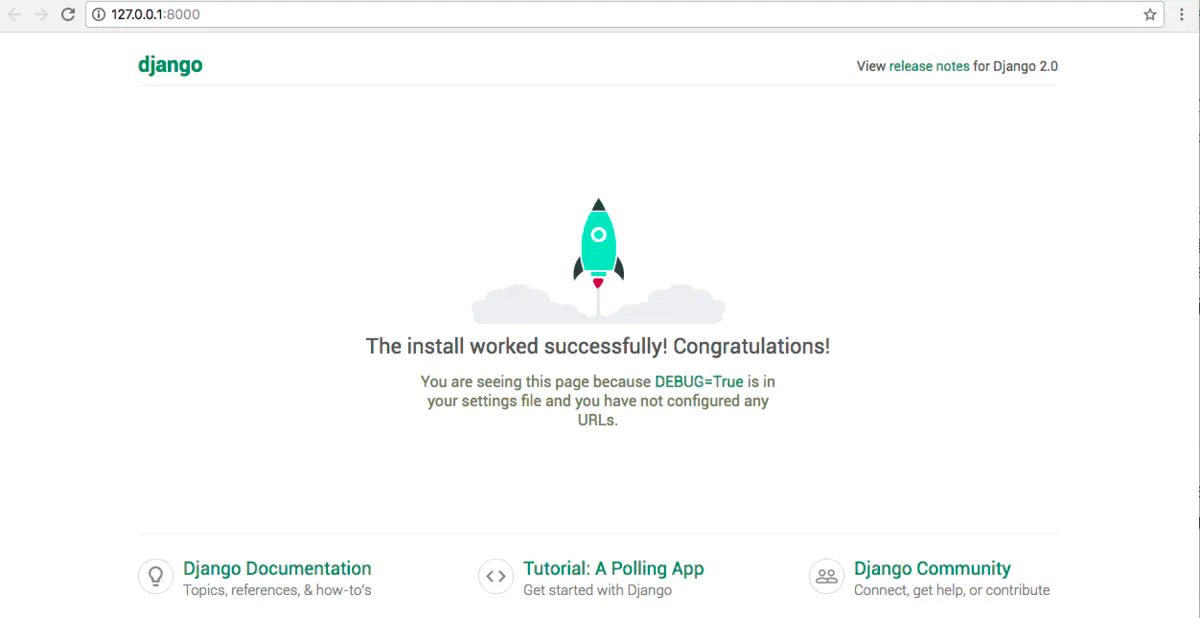 127.0.0.1:8000
django
View release notes for Django 2.0
The install worked successfully! Congratulations!
You are seeing this page because DEBUG=True is in
your settings file and you have not configured any
URLs.
Django Documentation
Topics, references, & how-to's
Tutorial: A Polling App
Get started with Django
Django Community
Connect, get help, or contribute